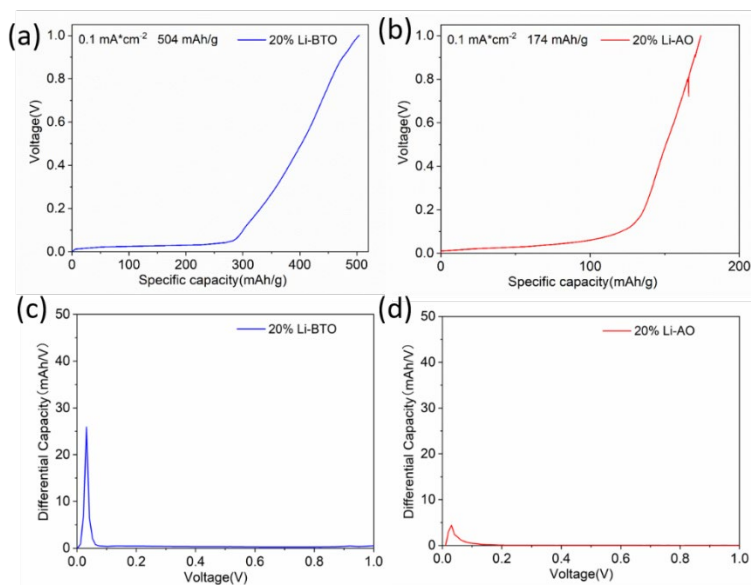 (a)
0.1 mA*cm⁻² 504 mAh/g
20% Li-BTO
1.0
0.8
0.6
0.4
0.2
0.0
Voltage(V)
0 100 200 300 400 500
Specific capacity(mAh/g)
(b)
0.1 mA*cm⁻² 174 mAh/g
20% Li-AO
1.0
0.8
0.6
0.4
0.2
0.0
Voltage(V)
0 100 200
Specific capacity(mAh/g)
(c)
20% Li-BTO
50
40
30
20
10
0
Differential Capacity(mAh/V)
0.0 0.2 0.4 0.6 0.8 1.0
Voltage(V)
(d)
20% Li-AO
50
40
30
20
10
0
Differential Capacity(mAh/V)
0.0 0.2 0.4 0.6 0.8 1.0
Voltage(V)